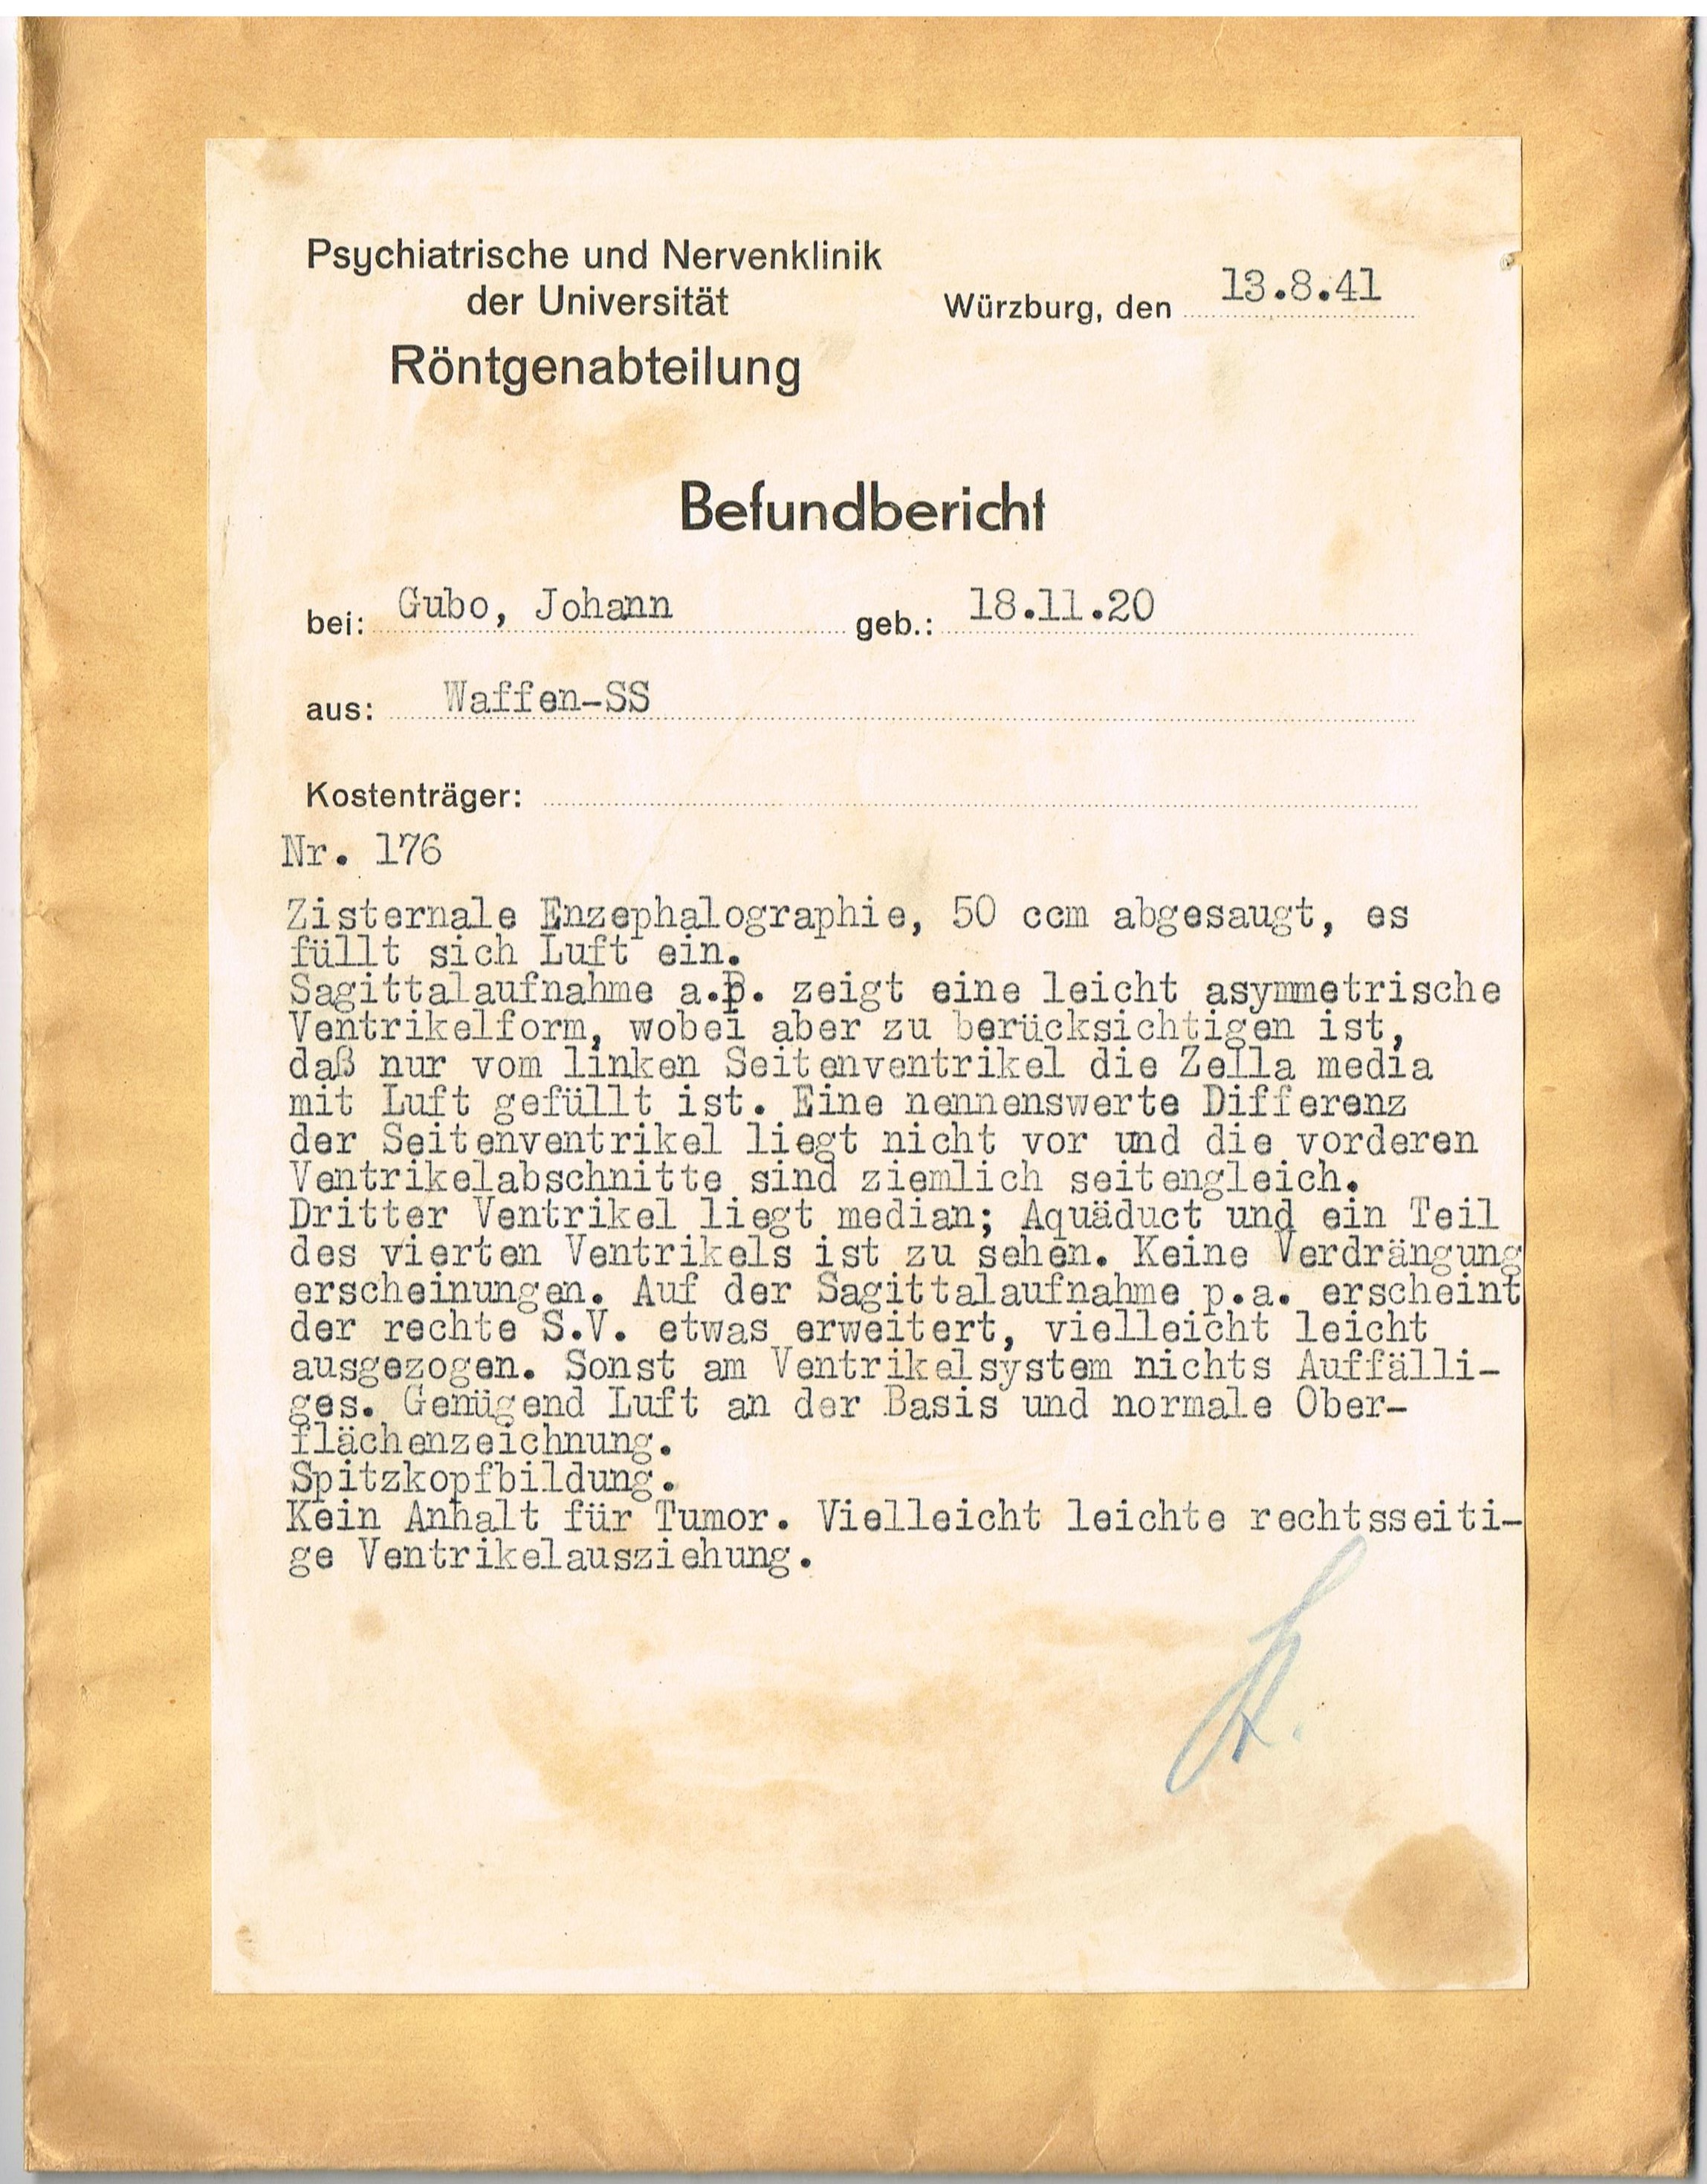 Psychiatrische und Nervenklinik
der Universität
Würzburg, den 13.8.41
Röntgenabteilung
Befundbericht
bei: Gubo, Johann geb.: 18.11.20
aus: Waffen-SS
Kostenträger:
Nr. 176
Zisternale Enzephalographie, 50 ccm abgesaugt, es
füllt sich Luft ein.
Sagittalaufnahme a.p. zeigt eine leicht asymmetrische
Ventrikelform, wobei aber zu berücksichtigen ist,
daß nur vom linken Seitenventrikel die Zella media
mit Luft gefüllt ist. Eine nennenswerte Differenz
der Seitenventrikel liegt nicht vor und die vorderen
Ventrikelabschnitte sind ziemlich seitengleich.
Dritter Ventrikel liegt median; Aquäduct und ein Teil
des vierten Ventrikels ist zu sehen. Keine Verdrängung
erscheinungen. Auf der Sagittalaufnahme p.a. erscheint
der rechte S.V. etwas erweitert, vielleicht leicht
ausgezogen. Sonst am Ventrikelsystem nichts Auffälli-
ges. Genügend Luft an der Basis und normale Ober-
flächenzeichnung.
Spitzkopfbildung.
Kein Anhalt für Tumor. Vielleicht leichte rechtsseiti-
ge Ventrikelausziehung.